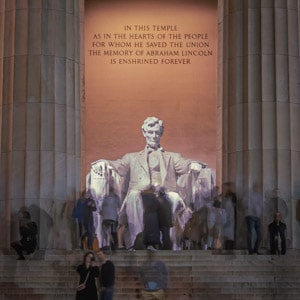 IN THIS TEMPLE
AS IN THE HEARTS OF THE PEOPLE
FOR WHOM HE SAVED THE UNION
THE MEMORY OF ABRAHAM LINCOLN
IS ENSHRINED FOREVER